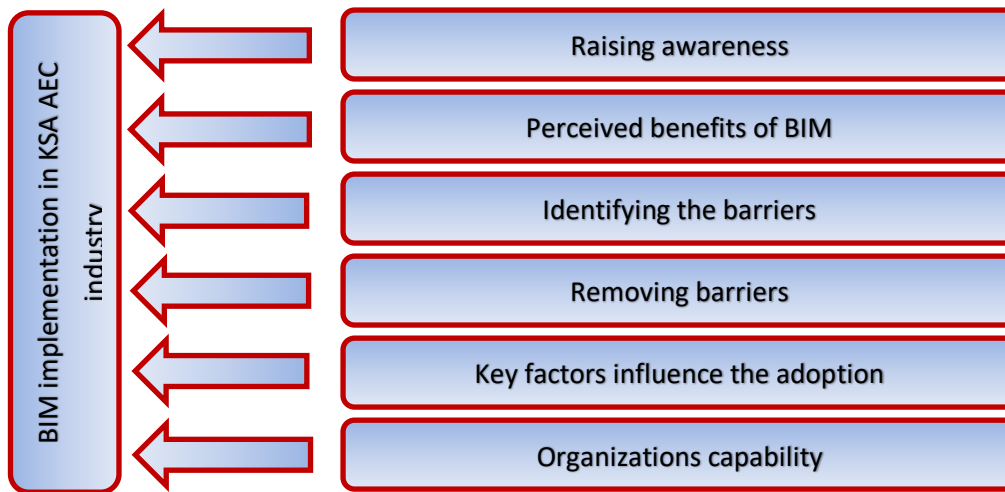 BIM implementation in KSA AEC
industry
Raising awareness
Perceived benefits of BIM
Identifying the barriers
Removing barriers
Key factors influence the adoption
Organizations capability